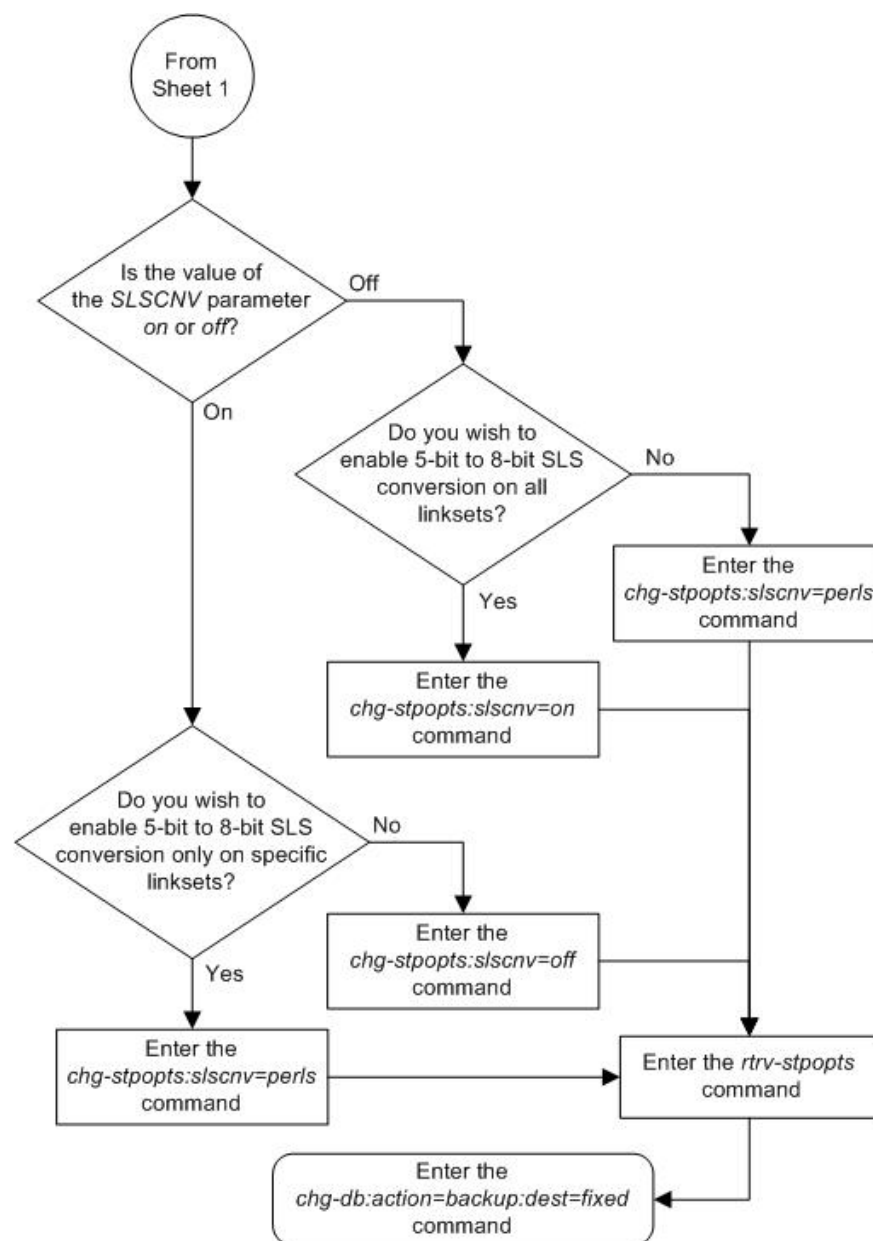 From
Sheet 1
Is the value of
the SLSCNV parameter
on or off?
Off
On
Do you wish to
enable 5-bit to 8-bit SLS
conversion on all
linksets?
No
Yes
Enter the
chg-stpopts:slscnv=perls
command
Enter the
chg-stpopts:slscnv=on
command
Do you wish to
enable 5-bit to 8-bit SLS
conversion only on specific
linksets?
No
Yes
Enter the
chg-stpopts:slscnv=off
command
Enter the
chg-stpopts:slscnv=perls
command
Enter the rtrv-stpopts
command
Enter the
chg-db:action=backup:dest=fixed
command